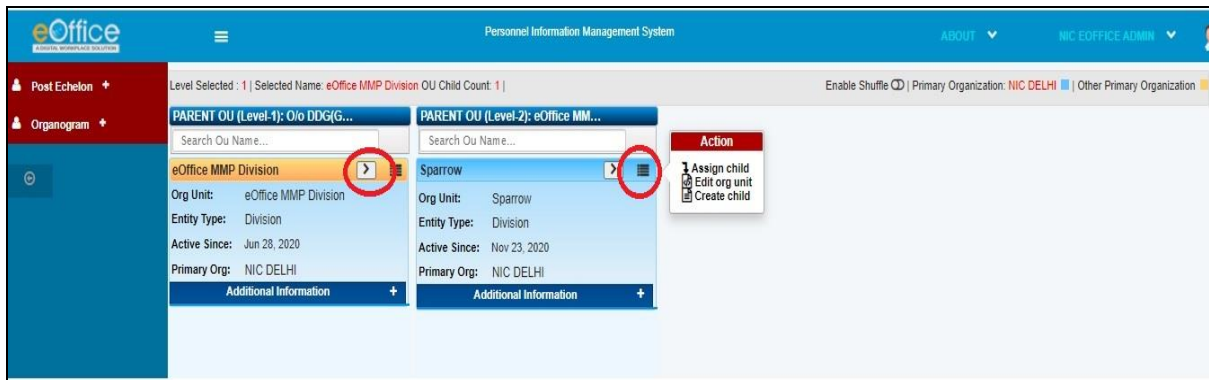 eOffice
A DIGITAL WORKPLACE SOLUTION
Personnel Information Management System
ABOUT
NIC EOFFICE ADMIN
Post Echelon +
Organogram +
Level Selected : 1 | Selected Name: eOffice MMP Division OU Child Count: 1 |
Enable Shuffle | Primary Organization: NIC DELHI | Other Primary Organization
PARENT OU (Level-1): O/o DDG(G...
Search Ou Name...
eOffice MMP Division
Org Unit: eOffice MMP Division
Entity Type: Division
Active Since: Jun 28, 2020
Primary Org: NIC DELHI
Additional Information +
PARENT OU (Level-2): eOffice MM...
Search Ou Name...
Sparrow
Org Unit: Sparrow
Entity Type: Division
Active Since: Nov 23, 2020
Primary Org: NIC DELHI
Additional Information +
Action
Assign child
Edit org unit
Create child